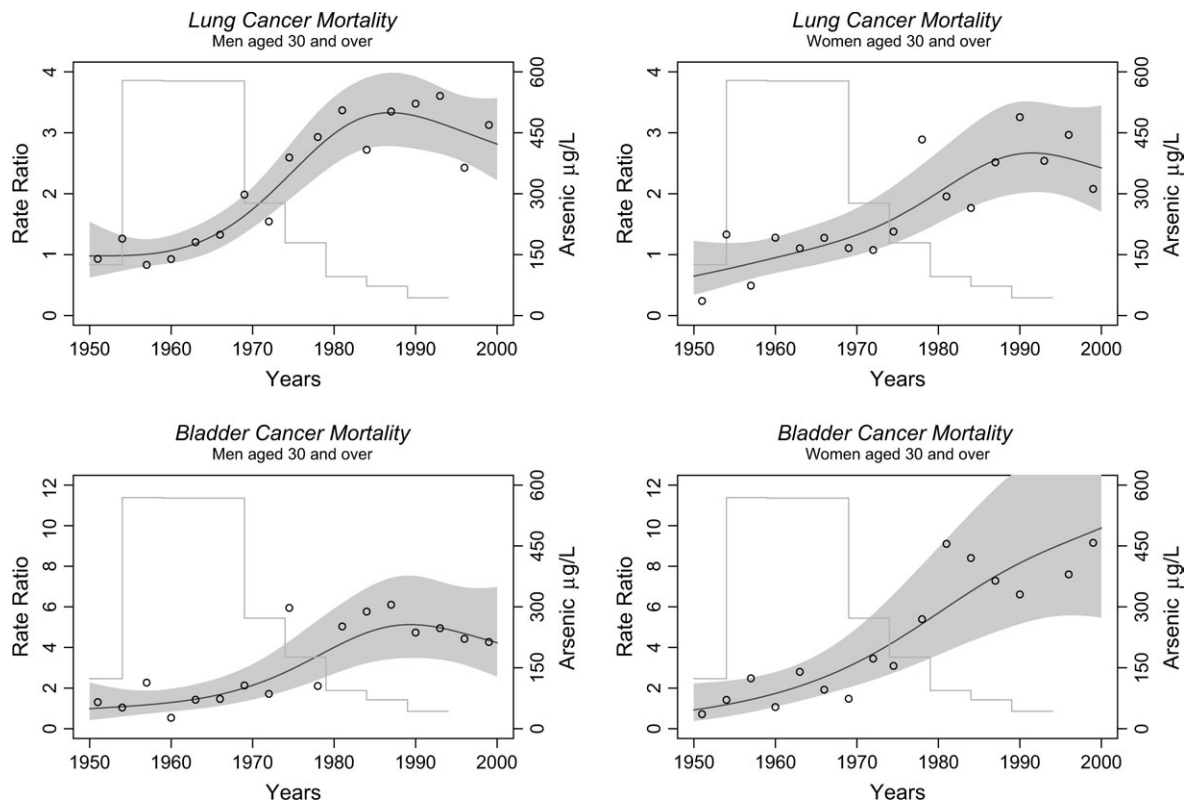 Lung Cancer Mortality
Men aged 30 and over
Rate Ratio
0 1 2 3 4
Arsenic µg/L
0 150 300 450 600
1950 1960 1970 1980 1990 2000
Years
Lung Cancer Mortality
Women aged 30 and over
Rate Ratio
0 1 2 3 4
Arsenic µg/L
0 150 300 450 600
1950 1960 1970 1980 1990 2000
Years
Bladder Cancer Mortality
Men aged 30 and over
Rate Ratio
0 2 4 6 8 10 12
Arsenic µg/L
0 150 300 450 600
1950 1960 1970 1980 1990 2000
Bladder Cancer Mortality
Women aged 30 and over
Rate Ratio
0 2 4 6 8 10 12
Arsenic µg/L
0 150 300 450 600
1950 1960 1970 1980 1990 2000